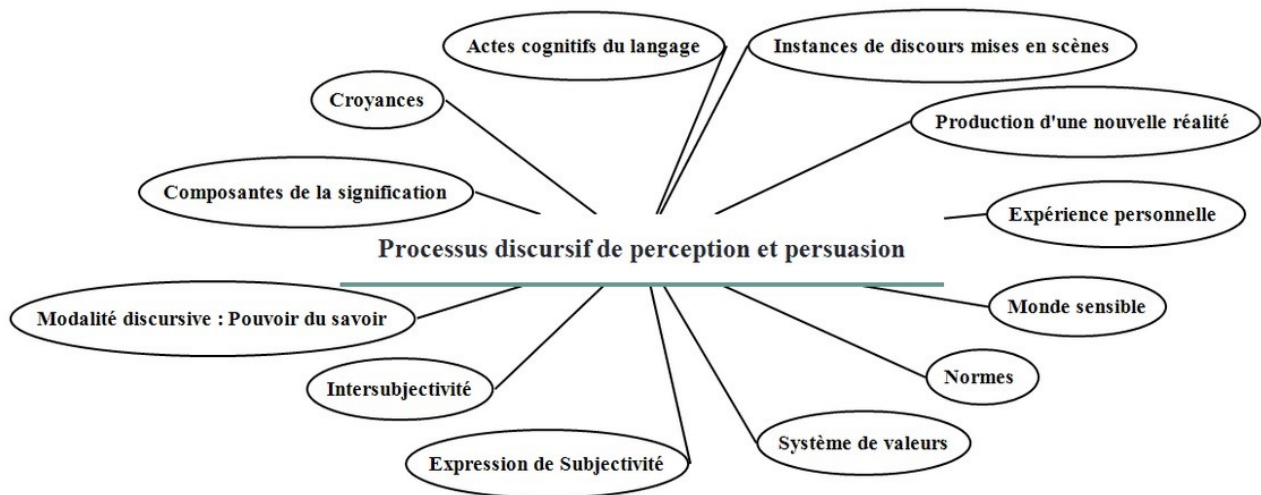 Actes cognitifs du langage
Instances de discours mises en scènes
Croyances
Production d'une nouvelle réalité
Composantes de la signification
Expérience personnelle
Processus discursif de perception et persuasion
Modalité discursive : Pouvoir du savoir
Monde sensible
Intersubjectivité
Normes
Système de valeurs
Expression de Subjectivité